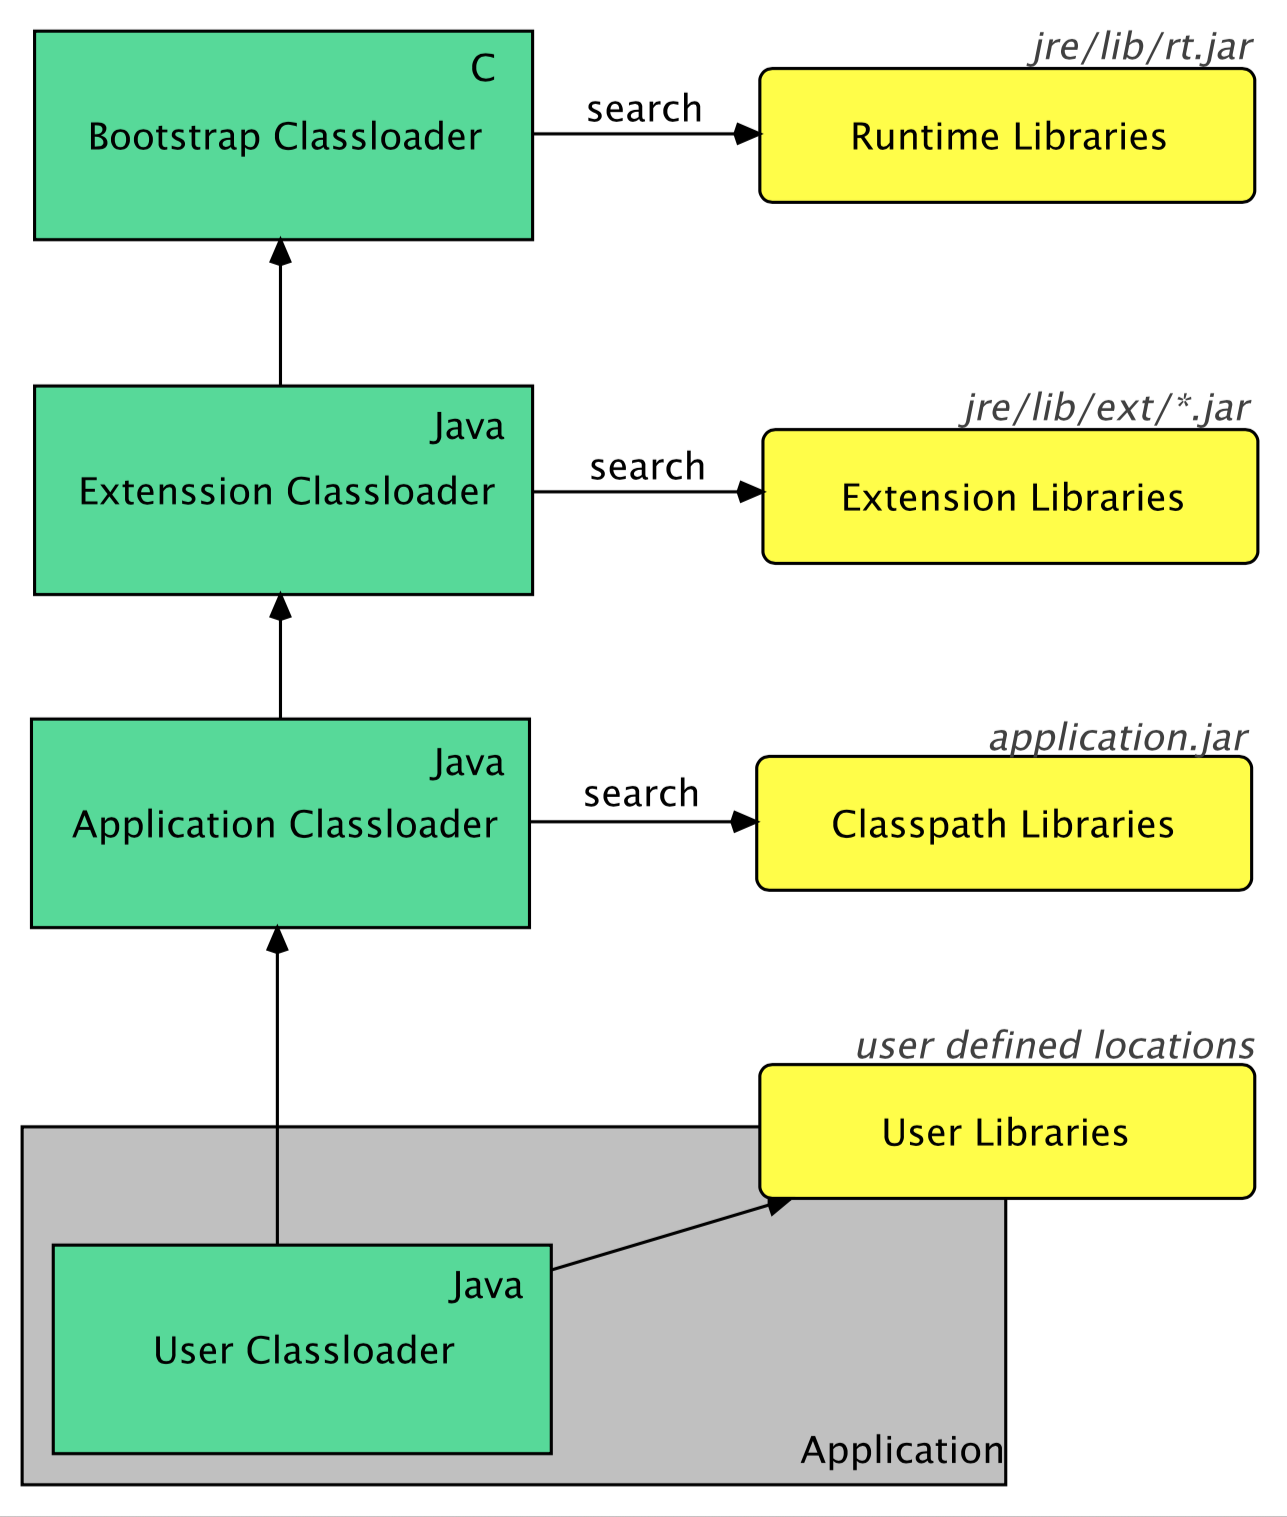 jre/lib/rt.jar
C
search
Bootstrap Classloader
Runtime Libraries
jre/lib/ext/*.jar
Java
search
Extenssion Classloader
Extension Libraries
application.jar
Java
search
Application Classloader
Classpath Libraries
user defined locations
User Libraries
Java
User Classloader
Application